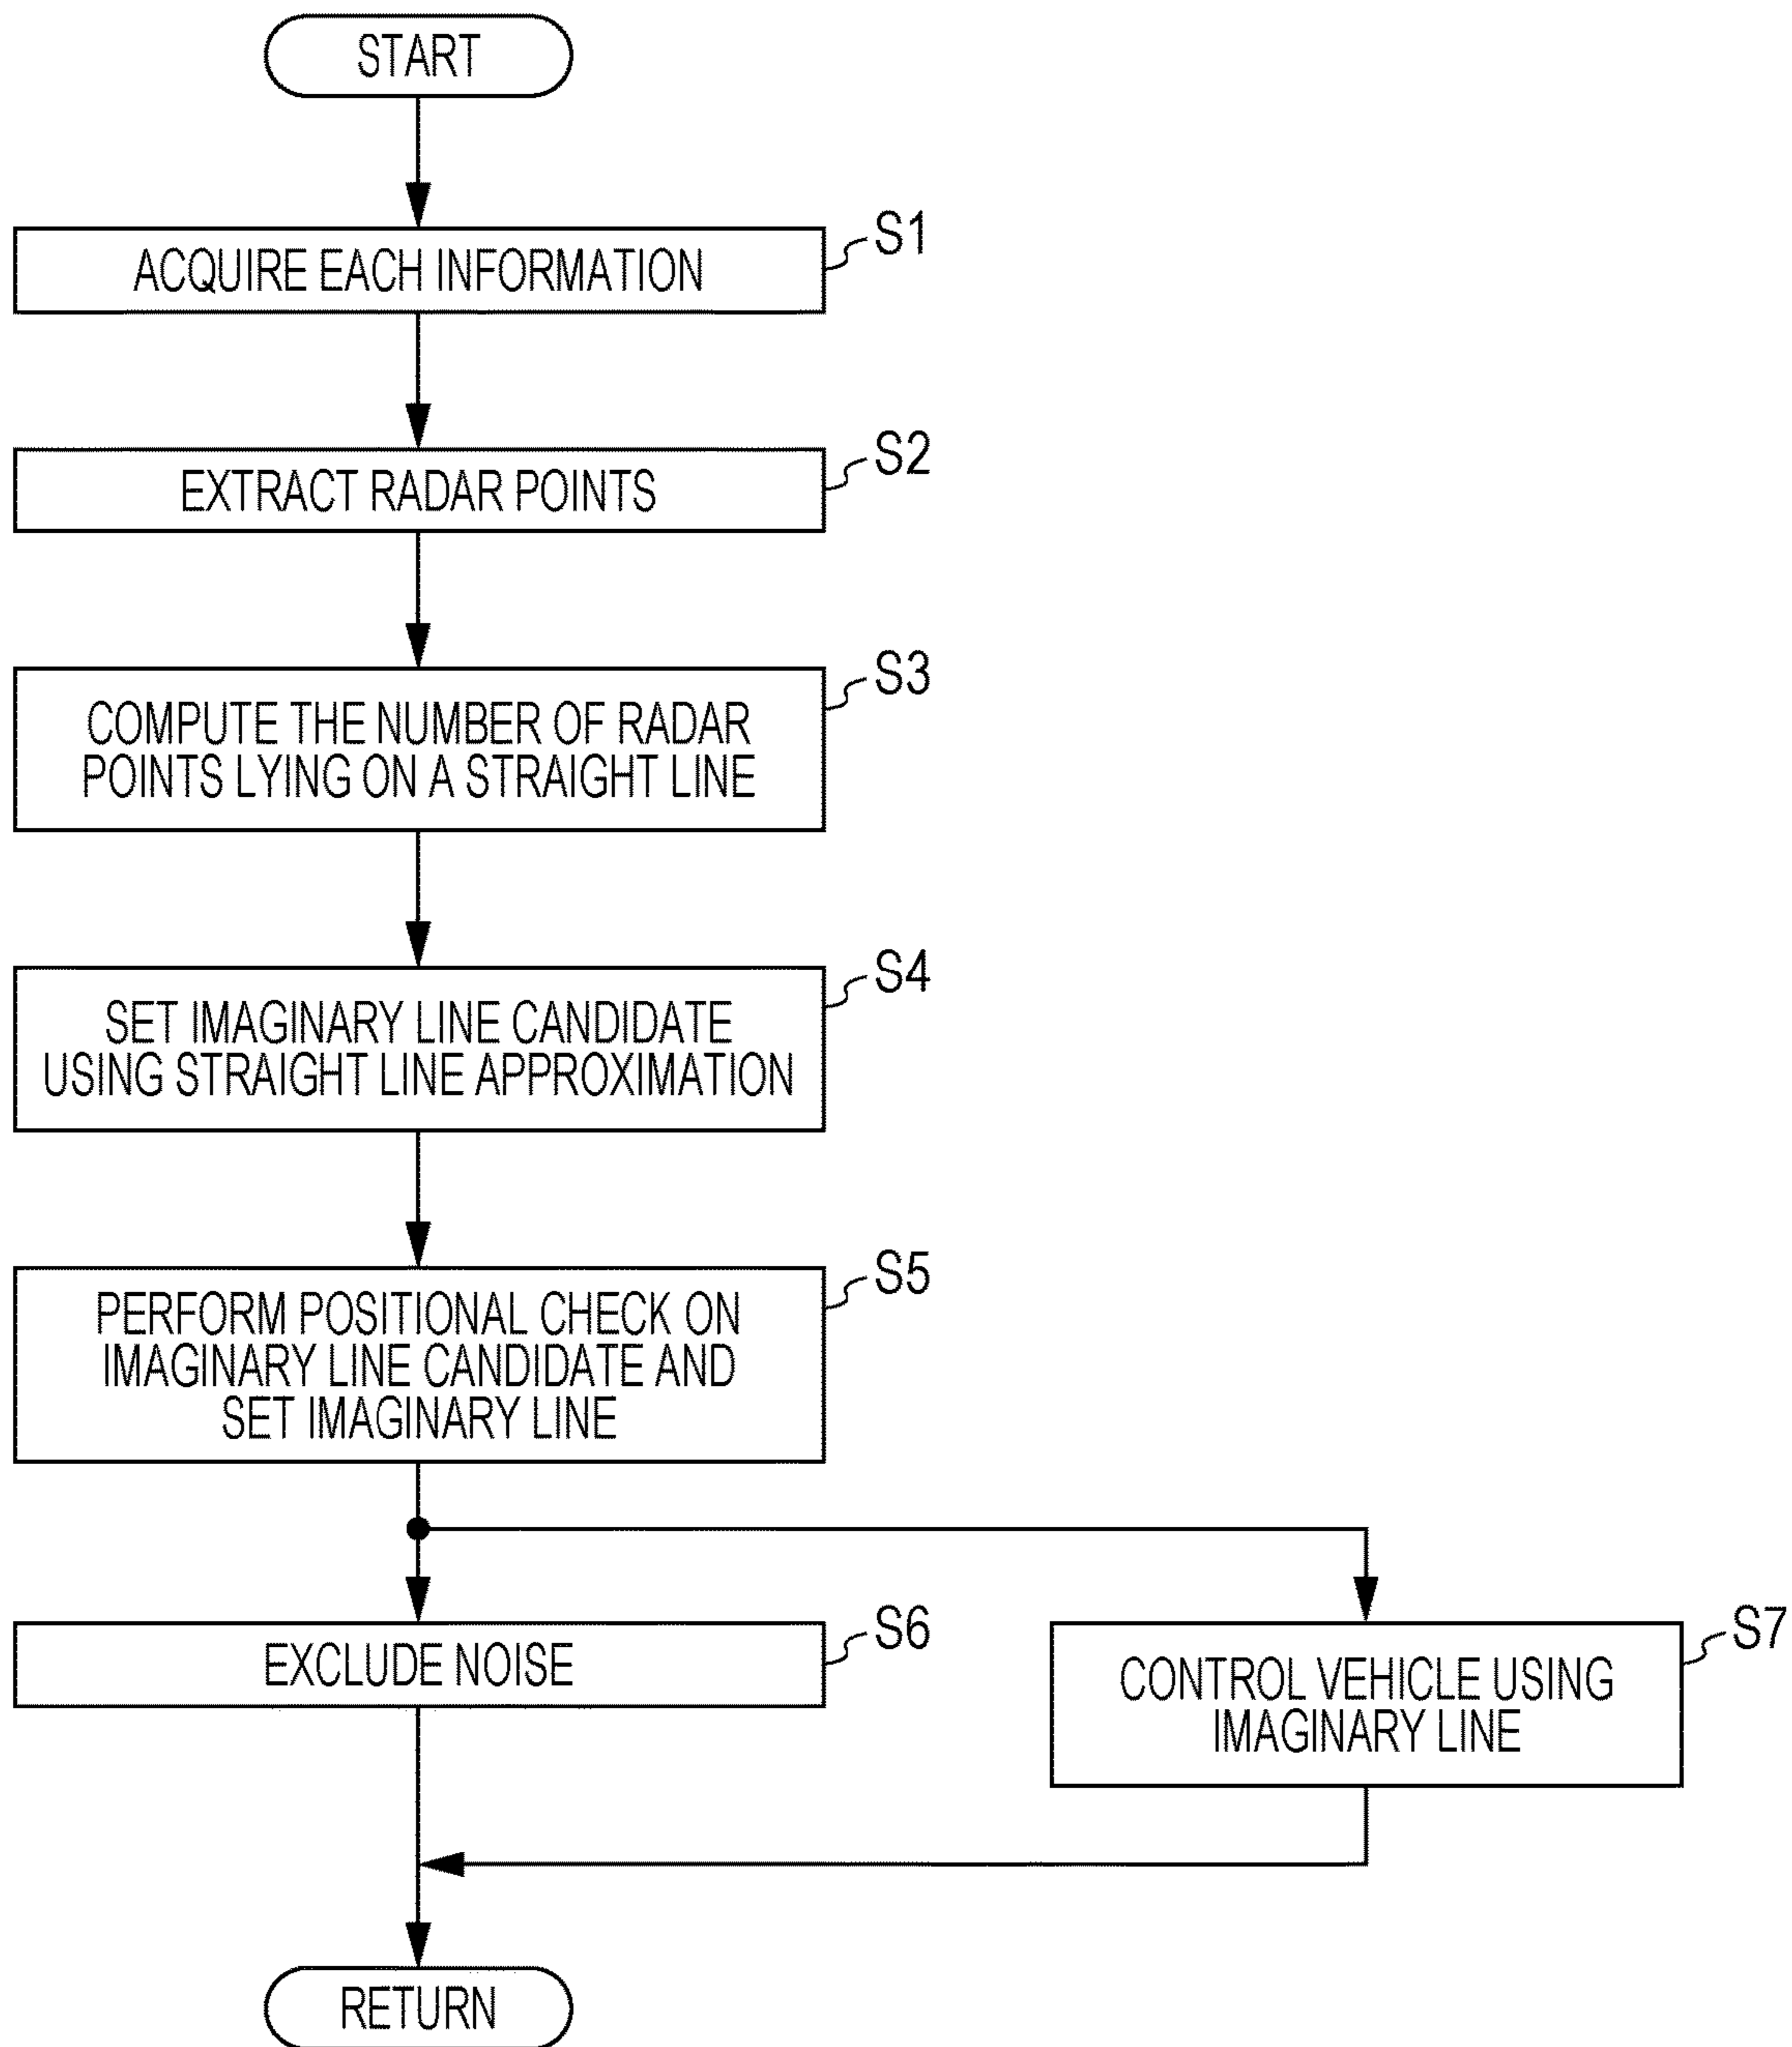 START
ACQUIRE EACH INFORMATION
S1
EXTRACT RADAR POINTS
S2
COMPUTE THE NUMBER OF RADAR
POINTS LYING ON A STRAIGHT LINE
S3
SET IMAGINARY LINE CANDIDATE
USING STRAIGHT LINE APPROXIMATION
S4
PERFORM POSITIONAL CHECK ON
IMAGINARY LINE CANDIDATE AND
SET IMAGINARY LINE
S5
EXCLUDE NOISE
S6
CONTROL VEHICLE USING
IMAGINARY LINE
S7
RETURN